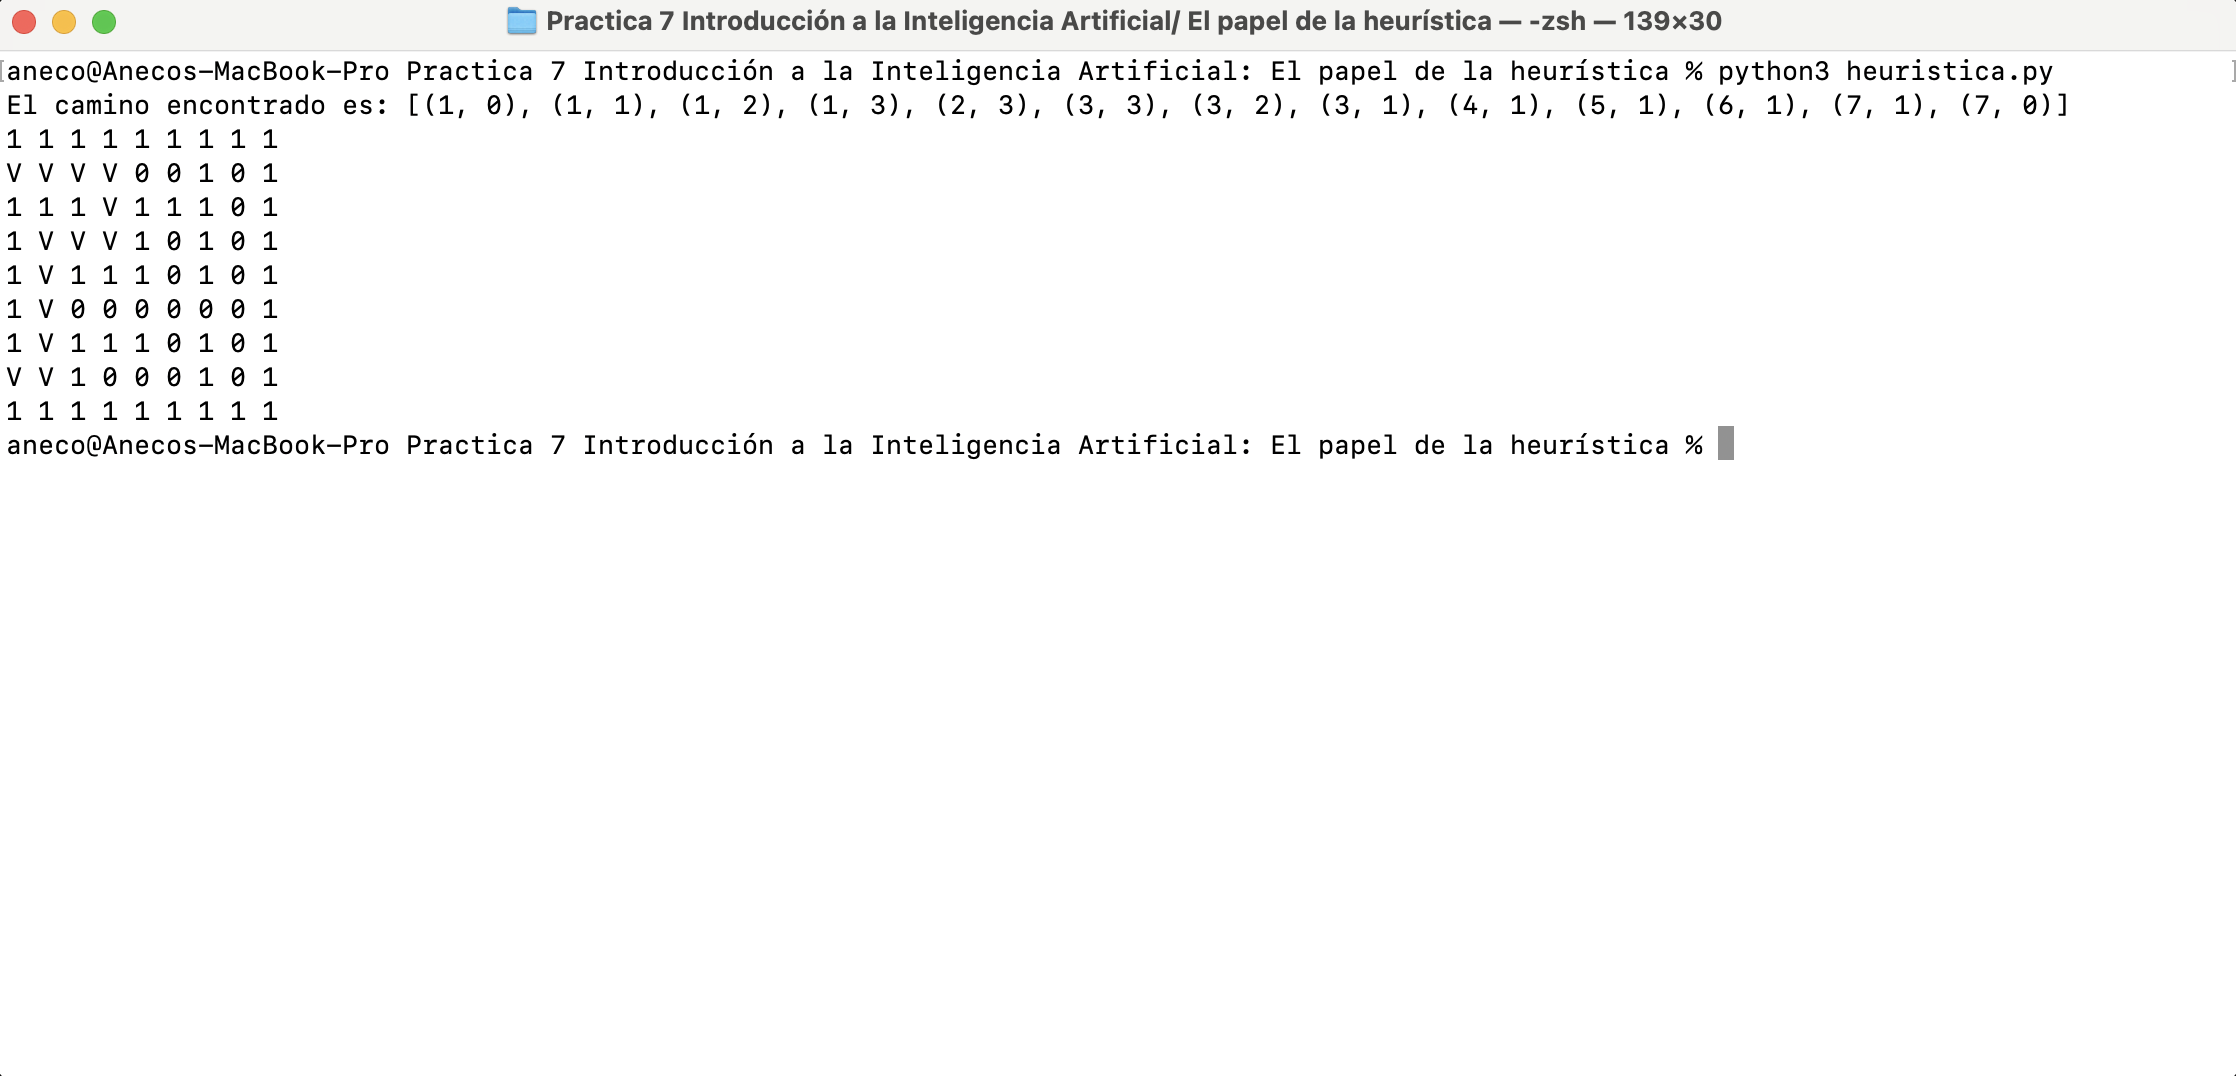 Practica 7 Introducción a la Inteligencia Artificial/ El papel de la heurística — -zsh — 139×30
[aneco@Anecos-MacBook-Pro Practica 7 Introducción a la Inteligencia Artificial: El papel de la heurística % python3 heuristica.py ]
El camino encontrado es: [(1, 0), (1, 1), (1, 2), (1, 3), (2, 3), (3, 3), (3, 2), (3, 1), (4, 1), (5, 1), (6, 1), (7, 1), (7, 0)]
1 1 1 1 1 1 1 1 1
V V V V 0 0 1 0 1
1 1 1 V 1 1 1 0 1
1 V V V 1 0 1 0 1
1 V 1 1 1 0 1 0 1
1 V 0 0 0 0 0 0 1
1 V 1 1 1 0 1 0 1
V V 1 0 0 0 1 0 1
1 1 1 1 1 1 1 1 1
aneco@Anecos-MacBook-Pro Practica 7 Introducción a la Inteligencia Artificial: El papel de la heurística %